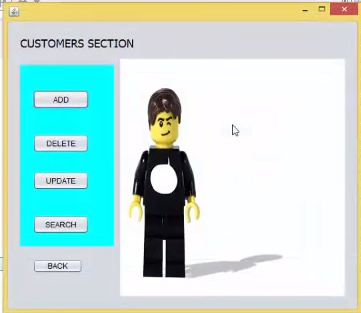 CUSTOMERS SECTION
ADD
DELETE
UPDATE
SEARCH
BACK